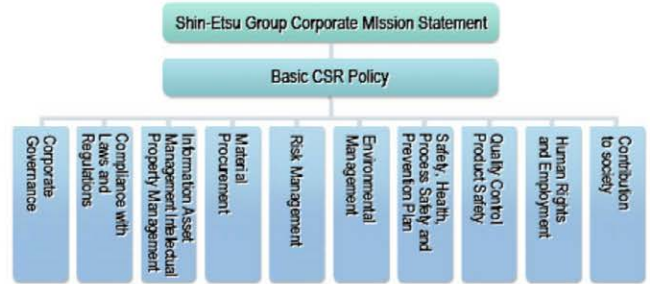 Shin-Etsu Group Corporate MIssion Statement
Basic CSR Policy
Corporate
Governance
Compliance with
Laws and
Regulations
Information Asset
Management Intellectual
Property Management
Material
Procurement
Risk Management
Environmental
Management
Safety, Health,
Process Safety and
Prevention Plan
Quality Control
Product Safety
Human Rights
and Employment
Contribution
to society